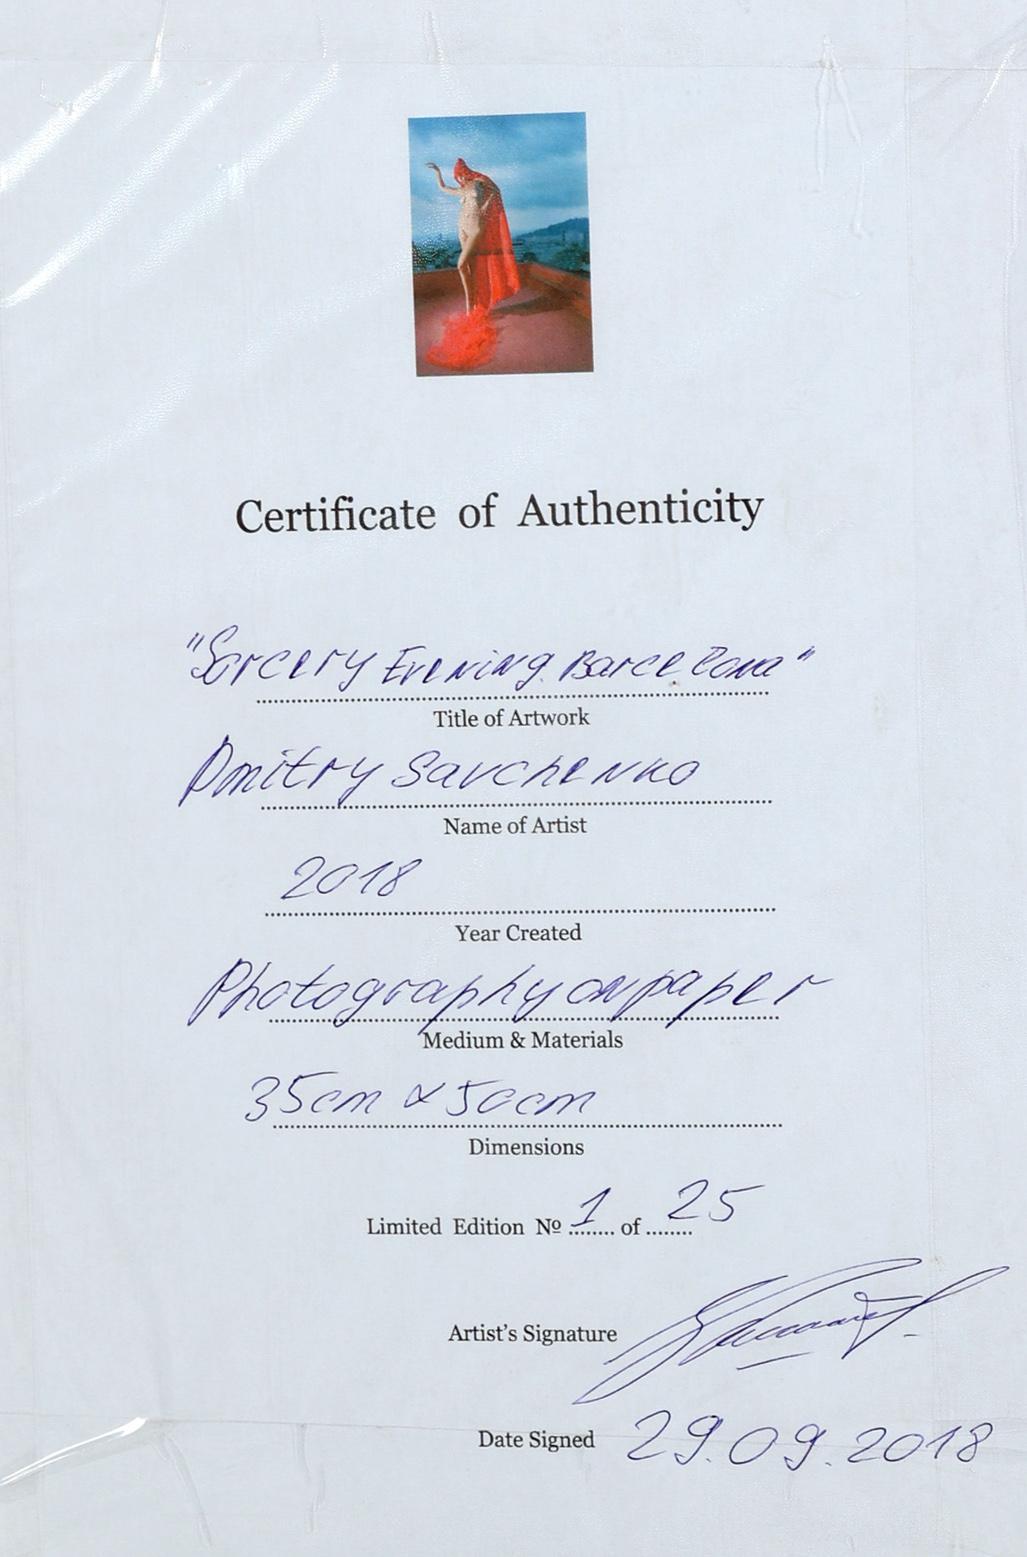 Certificate of Authenticity
"Sorcery Evening. Barcelona"
Title of Artwork
Dmitry Savchenko
Name of Artist
2018
Year Created
Photography on paper
Medium & Materials
35cm x 50cm
Dimensions
Limited Edition № 1 of 25
Artist's Signature
Date Signed 29.09.2018